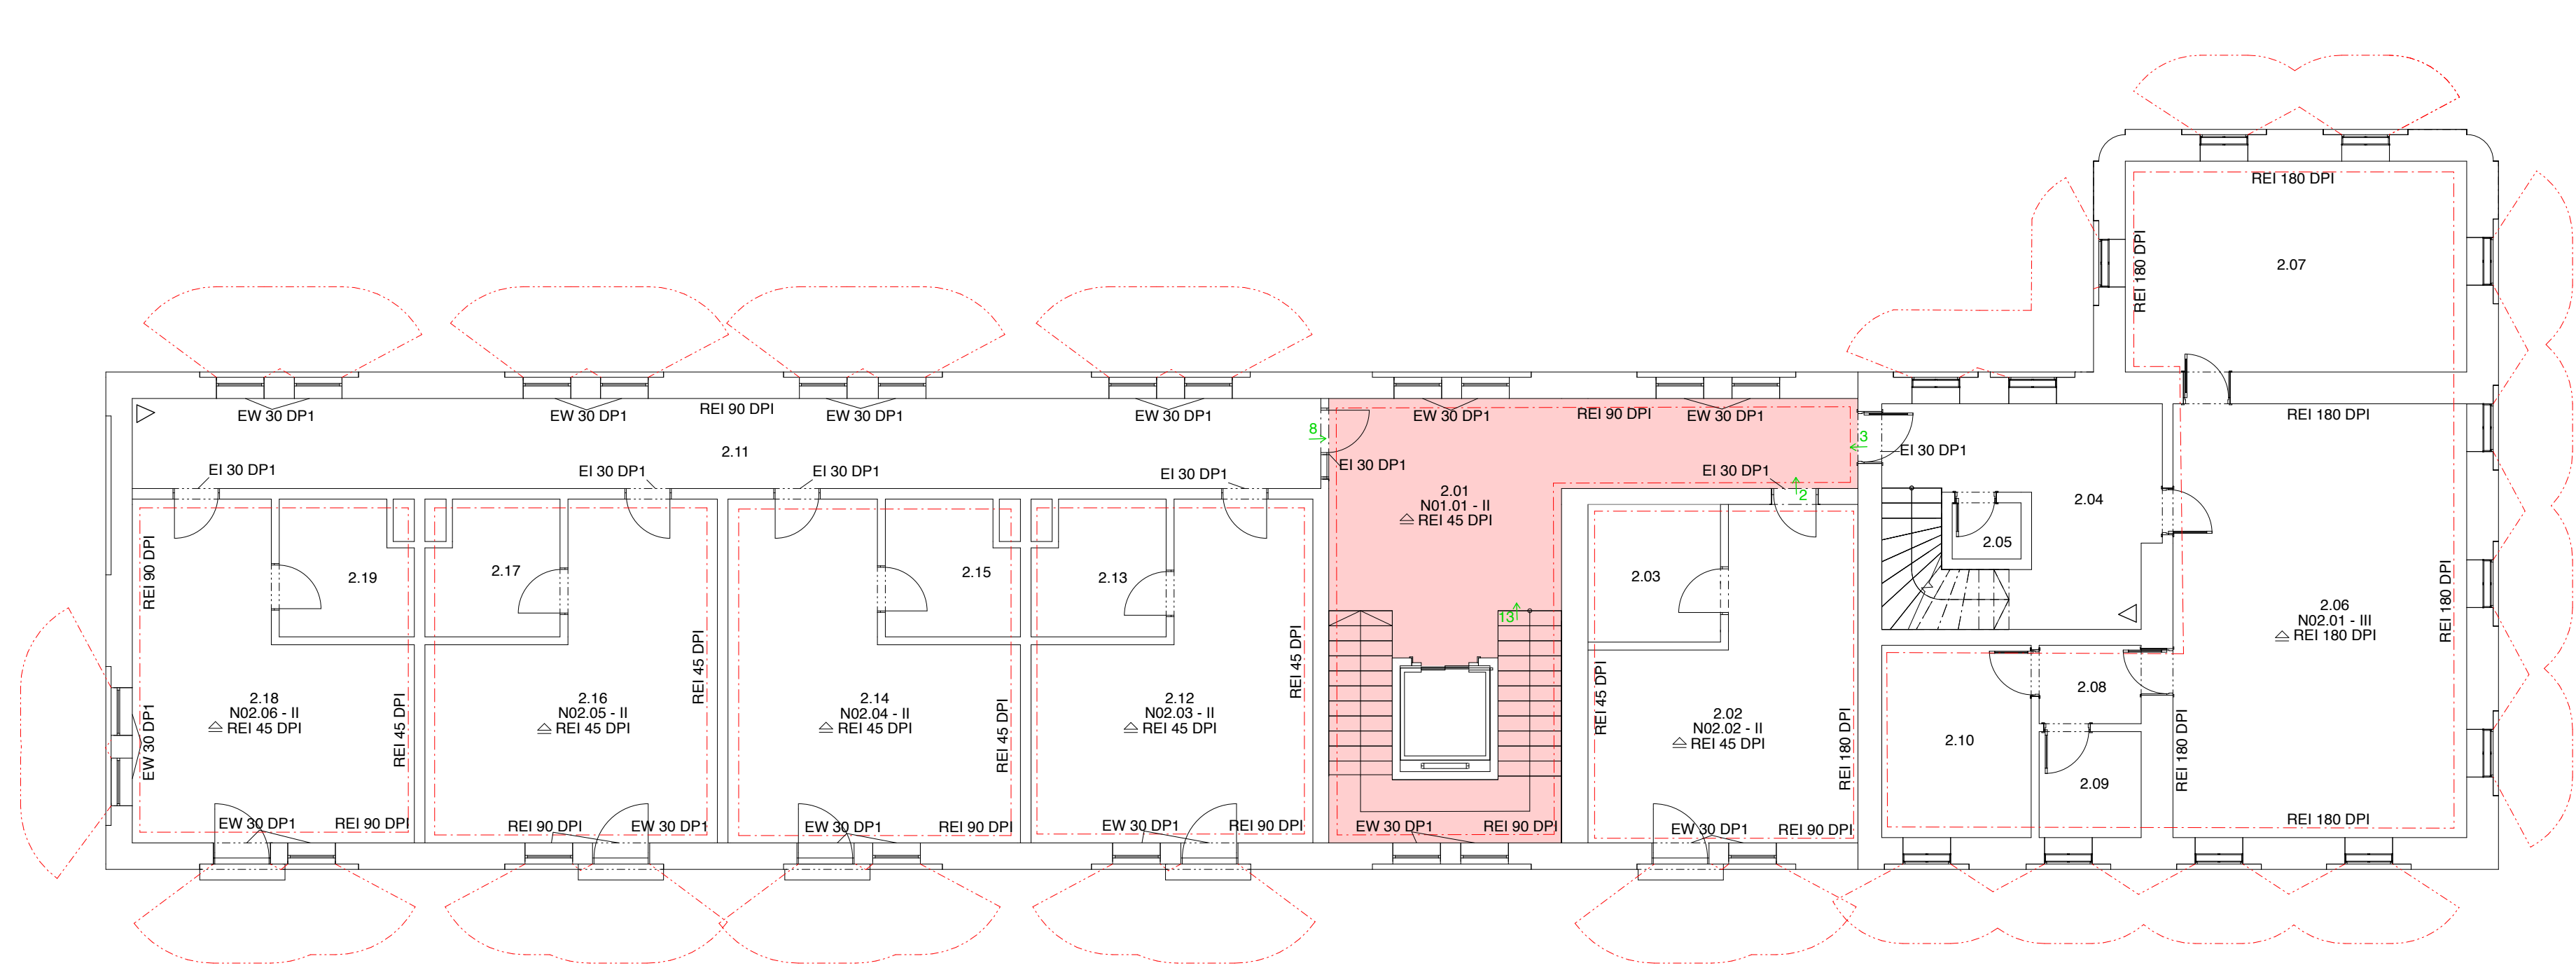 REI 180 DPI
REI 180 DPI
2.07
EW 30 DP1
EW 30 DP1
REI 90 DPI
EW 30 DP1
EW 30 DP1
EW 30 DP1
REI 90 DPI
EW 30 DP1
REI 180 DPI
8
3
2.11
EI 30 DP1
EI 30 DP1
EI 30 DP1
EI 30 DP1
EI 30 DP1
EI 30 DP1
EI 30 DP1
2
2.01
N01.01 - II
REI 45 DPI
2.04
2.05
REI 90 DPI
2.19
2.17
2.15
2.13
2.03
13
REI 180 DPI
2.06
N02.01 - III
REI 180 DPI
REI 45 DPI
REI 45 DPI
REI 45 DPI
2.18
N02.06 - II
REI 45 DPI
EW 30 DP1
REI 45 DPI
2.16
N02.05 - II
REI 45 DPI
2.14
N02.04 - II
REI 45 DPI
REI 45 DPI
2.12
N02.03 - II
REI 45 DPI
2.02
N02.02 - II
REI 45 DPI
REI 180 DPI
2.08
2.10
2.09
REI 180 DPI
EW 30 DP1
REI 90 DPI
REI 90 DPI
EW 30 DP1
EW 30 DP1
REI 90 DPI
EW 30 DP1
REI 90 DPI
EW 30 DP1
REI 90 DPI
EW 30 DP1
REI 90 DPI
REI 180 DPI